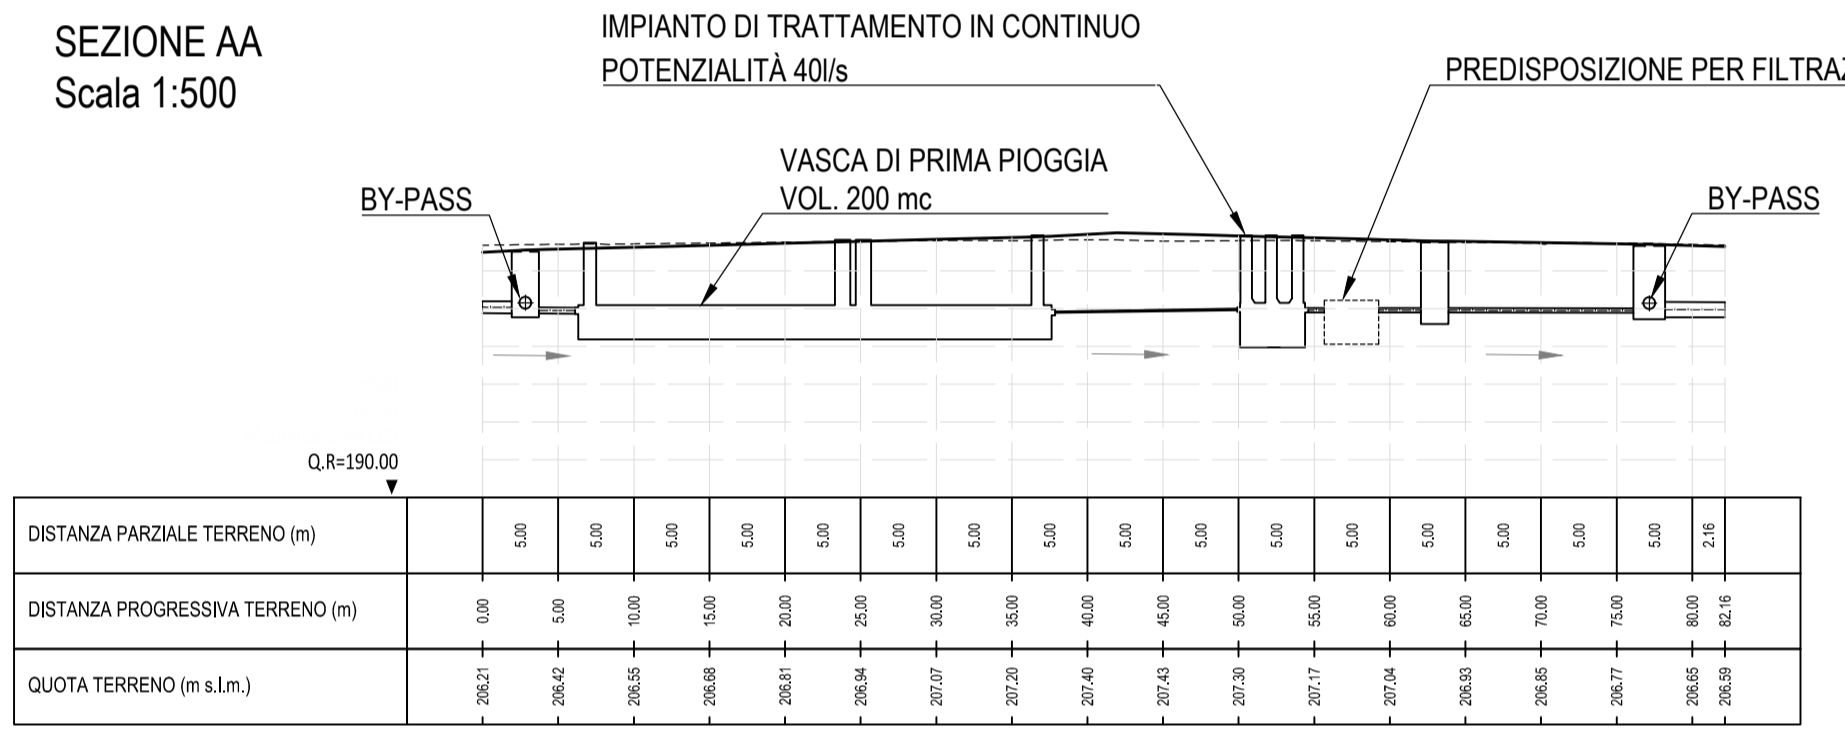 SEZIONE AA
Scala 1:500
IMPIANTO DI TRATTAMENTO IN CONTINUO
POTENZIALITÀ 40l/s
PREDISPOSIZIONE PER FILTRAZ
VASCA DI PRIMA PIOGGIA
VOL. 200 mc
BY-PASS
BY-PASS
Q.R=190.00
DISTANZA PARZIALE TERRENO (m) 5.00 5.00 5.00 5.00 5.00 5.00 5.00 5.00 5.00 5.00 5.00 5.00 5.00 5.00 5.00 5.00 2.16
DISTANZA PROGRESSIVA TERRENO (m) 0.00 5.00 10.00 15.00 20.00 25.00 30.00 35.00 40.00 45.00 50.00 55.00 60.00 65.00 70.00 75.00 80.00 82.16
QUOTA TERRENO (m s.l.m.) 206.21 206.42 206.55 206.68 206.81 206.94 207.07 207.20 207.40 207.43 207.30 207.17 207.04 206.93 206.85 206.77 206.65 206.59